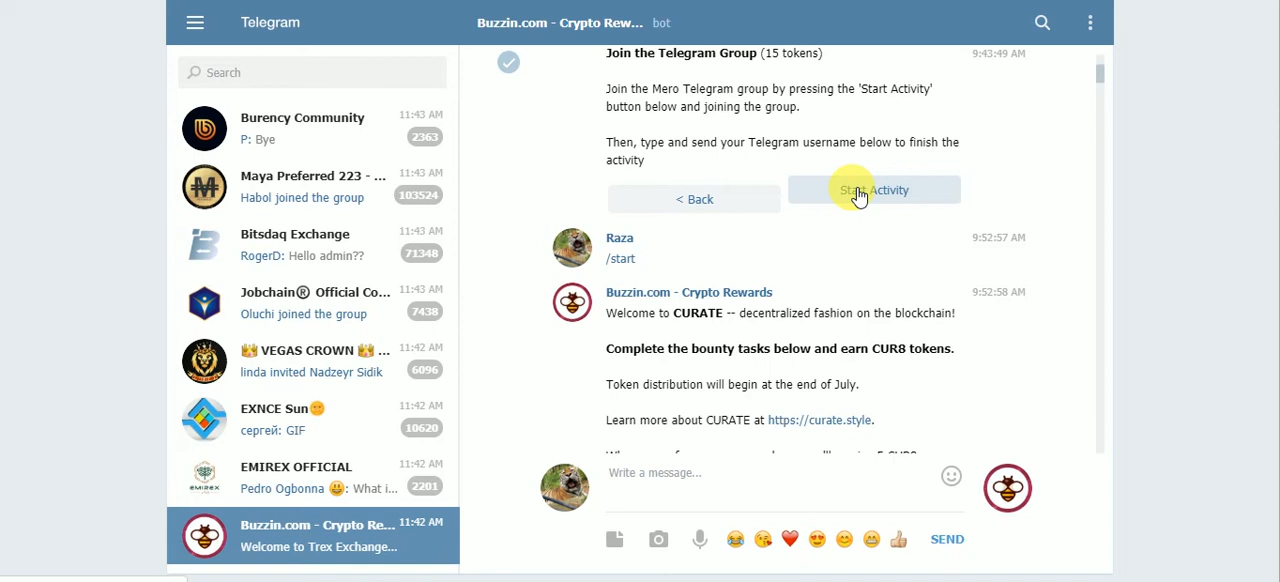 Telegram
Buzzin.com - Crypto Rew... bot
Search
Burency Community 11:43 AM
P: Bye 2363
Maya Preferred 223 - ... 11:43 AM
Habol joined the group 103524
Bitsdaq Exchange 11:43 AM
RogerD: Hello admin?? 71348
Jobchain® Official Co... 11:43 AM
Oluchi joined the group 7438
👑 VEGAS CROWN 👑 ... 11:42 AM
linda invited Nadzeyr Sidik 6096
EXNCE Sun🌞 11:42 AM
сергей: GIF 10620
EMIREX OFFICIAL 11:42 AM
Pedro Ogbonna 😃: What i... 2201
EMIREX
Buzzin.com - Crypto Re... 11:42 AM
Welcome to Trex Exchange...
Join the Telegram Group (15 tokens) 9:43:49 AM
Join the Mero Telegram group by pressing the 'Start Activity'
button below and joining the group.
Then, type and send your Telegram username below to finish the
activity
< Back
Start Activity
Raza 9:52:57 AM
/start
Buzzin.com - Crypto Rewards 9:52:58 AM
Welcome to CURATE -- decentralized fashion on the blockchain!
Complete the bounty tasks below and earn CUR8 tokens.
Token distribution will begin at the end of July.
Learn more about CURATE at https://curate.style.
Write a message...
😂 😘 ❤️ 😍 😊 😁 👍 SEND